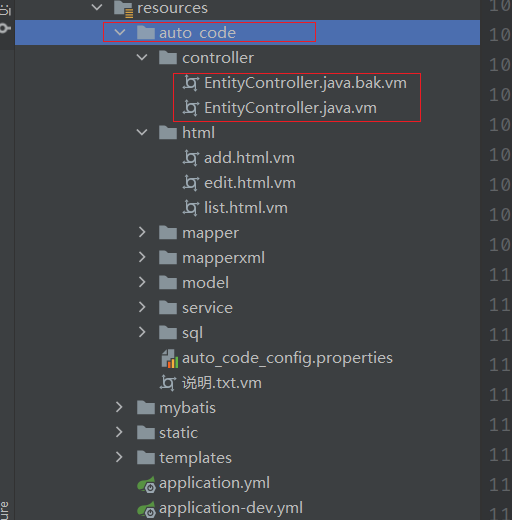 resources
auto_code
controller
EntityController.java.bak.vm
EntityController.java.vm
html
add.html.vm
edit.html.vm
list.html.vm
mapper
mapperxml
model
service
sql
auto_code_config.properties
说明.txt.vm
mybatis
static
templates
application.yml
application-dev.yml